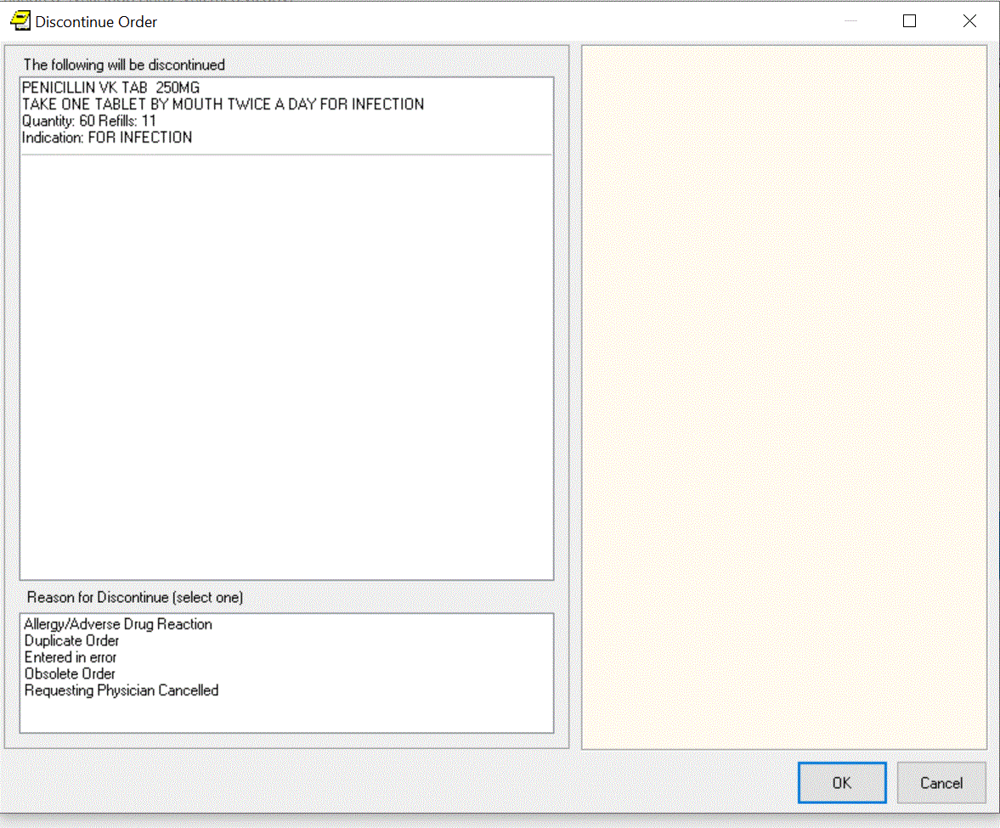 Discontinue Order
The following will be discontinued
PENICILLIN VK TAB  250MG
TAKE ONE TABLET BY MOUTH TWICE A DAY FOR INFECTION
Quantity: 60 Refills: 11
Indication: FOR INFECTION
Reason for Discontinue (select one)
Allergy/Adverse Drug Reaction
Duplicate Order
Entered in error
Obsolete Order
Requesting Physician Cancelled
OK
Cancel